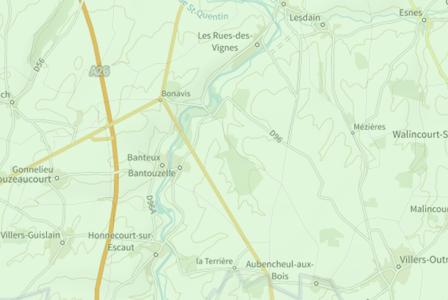 St-Quentin
Lesdain
Esnes
Les Rues-des-
Vignes
D56
A26
Bonavis
D96
Mézières
Walincourt-S
Banteux
Gonnelieu
ouzeaucourt
Bantouzelle
D96A
Malincou
Villers-Guislain
Honnecourt-sur-
Escaut
la Terrière
Aubencheul-aux-
Bois
Villers-Outr